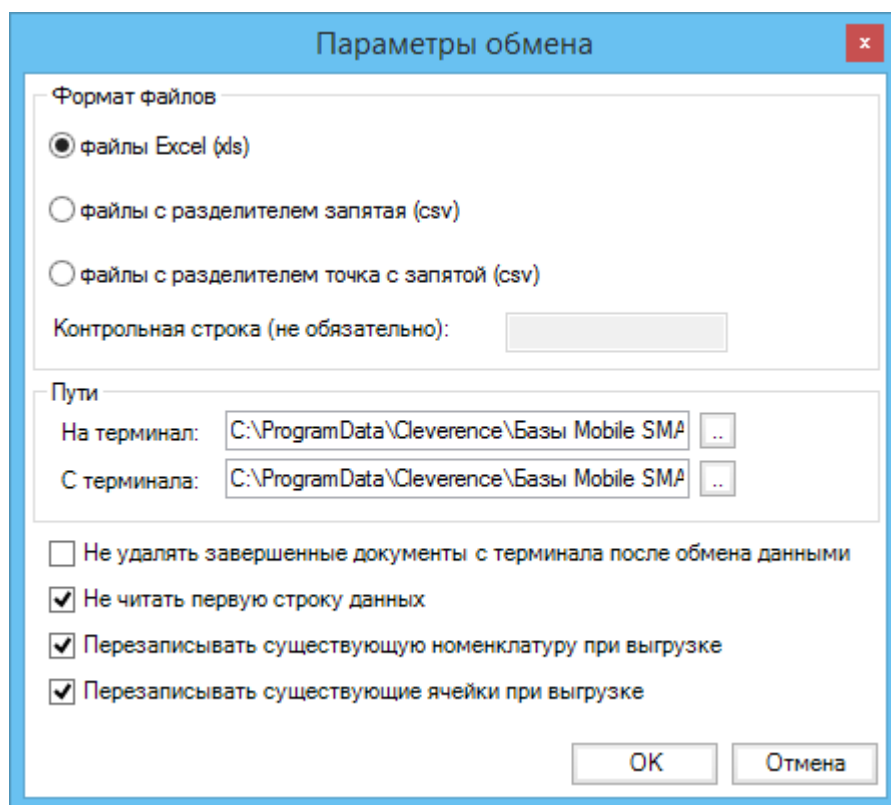 Параметры обмена
x
Формат файлов
файлы Excel (xls)
файлы с разделителем запятая (csv)
файлы с разделителем точка с запятой (csv)
Контрольная строка (не обязательно):
Пути
На терминал: C:\ProgramData\Cleverence\Базы Mobile SMA ..
С терминала: C:\ProgramData\Cleverence\Базы Mobile SMA ..
Не удалять завершенные документы с терминала после обмена данными
Не читать первую строку данных
Перезаписывать существующую номенклатуру при выгрузке
Перезаписывать существующие ячейки при выгрузке
OK Отмена